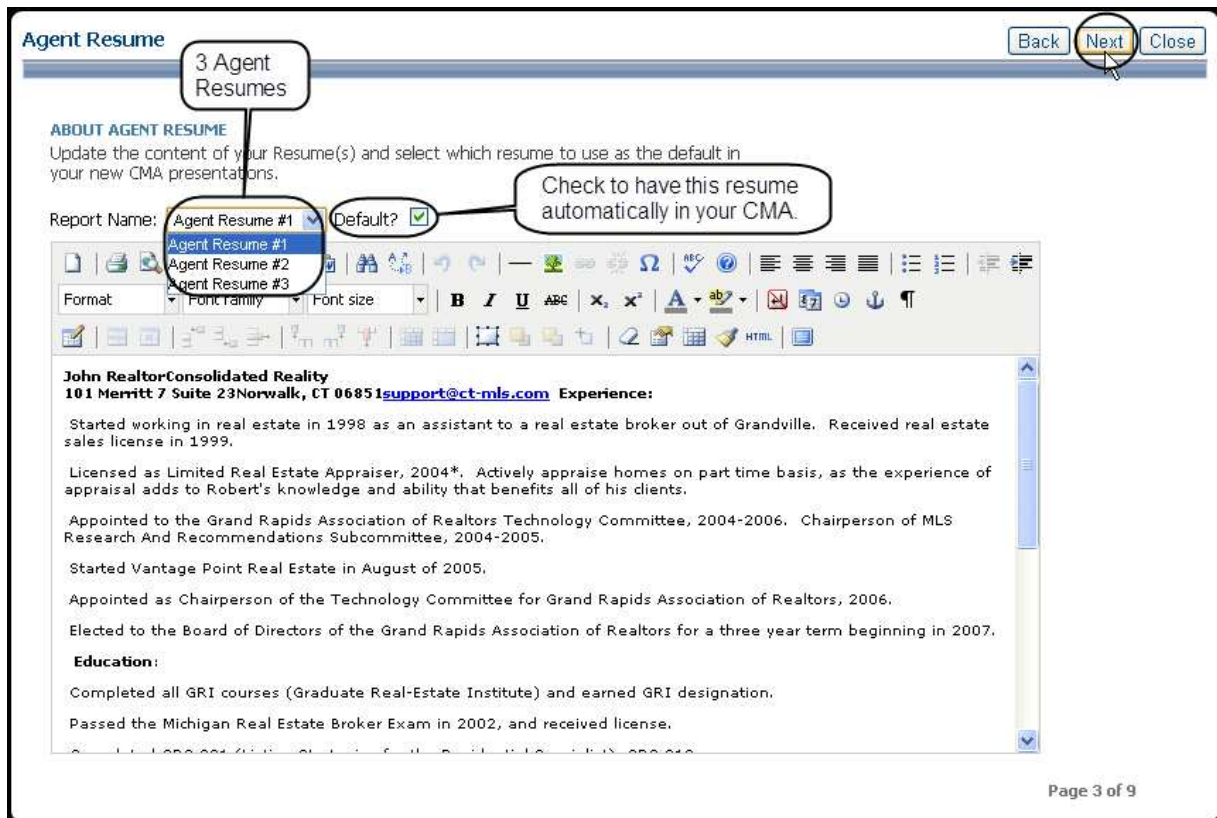 Agent Resume
Back Next Close
3 Agent
Resumes
ABOUT AGENT RESUME
Update the content of your Resume(s) and select which resume to use as the default in
your new CMA presentations.
Check to have this resume
automatically in your CMA.
Report Name: Agent Resume #1 Default?
Agent Resume #1
Agent Resume #2
Agent Resume #3
Format Font family Font size B I U ABC x₂ x² A ab
HTML
John RealtorConsolidated Reality
101 Merritt 7 Suite 23Norwalk, CT 06851support@ct-mls.com Experience:
Started working in real estate in 1998 as an assistant to a real estate broker out of Grandville. Received real estate
sales license in 1999.
Licensed as Limited Real Estate Appraiser, 2004*. Actively appraise homes on part time basis, as the experience of
appraisal adds to Robert's knowledge and ability that benefits all of his clients.
Appointed to the Grand Rapids Association of Realtors Technology Committee, 2004-2006. Chairperson of MLS
Research And Recommendations Subcommittee, 2004-2005.
Started Vantage Point Real Estate in August of 2005.
Appointed as Chairperson of the Technology Committee for Grand Rapids Association of Realtors, 2006.
Elected to the Board of Directors of the Grand Rapids Association of Realtors for a three year term beginning in 2007.
Education:
Completed all GRI courses (Graduate Real-Estate Institute) and earned GRI designation.
Passed the Michigan Real Estate Broker Exam in 2002, and received license.
Page 3 of 9